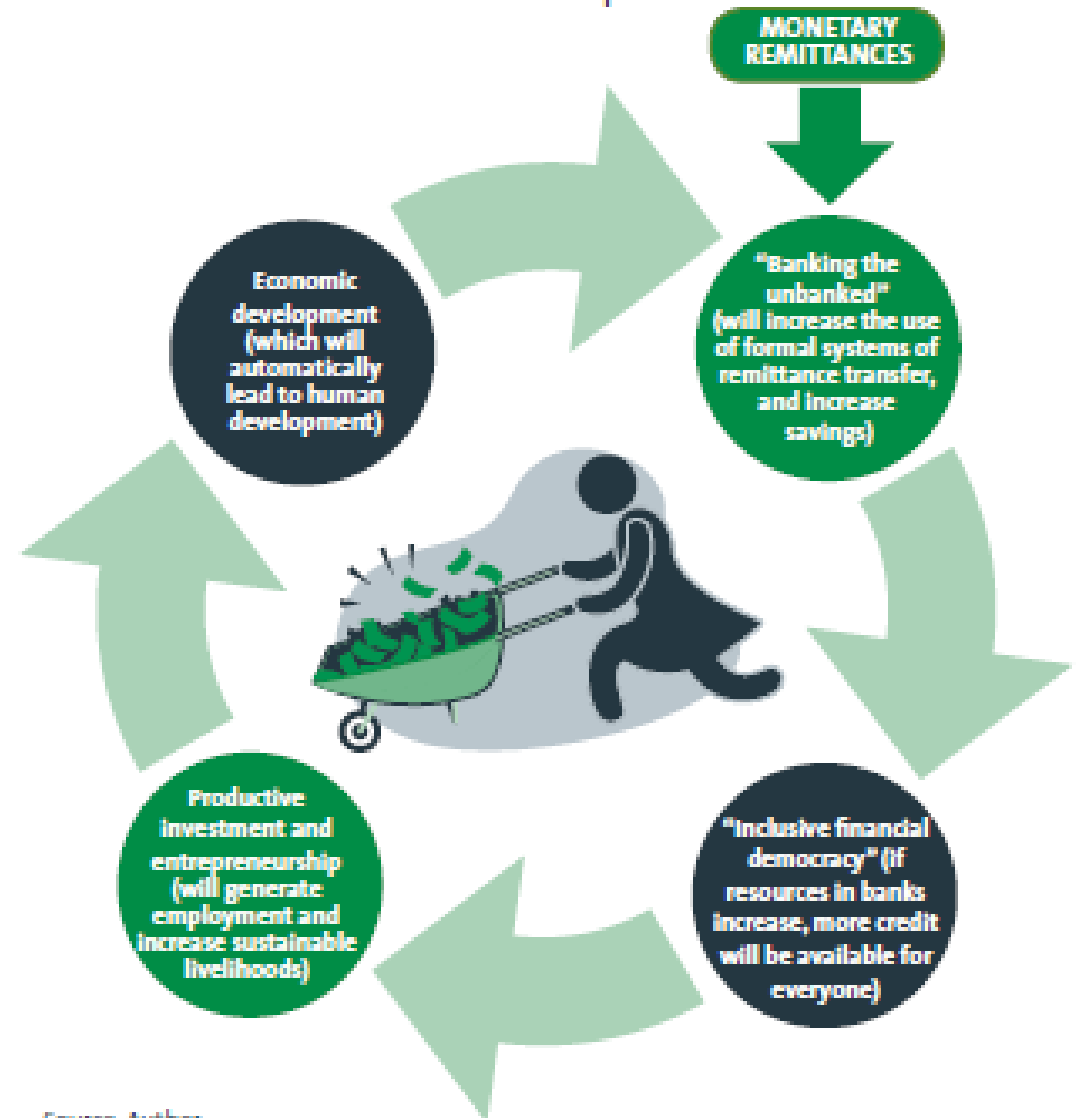 MONETARY
REMITTANCES
"Banking the
unbanked"
(will increase the use
of formal systems of
remittance transfer,
and increase
savings)
"Inclusive financial
democracy" (if
resources in banks
increase, more credit
will be available for
everyone)
Productive
investment and
entrepreneurship
(will generate
employment and
increase sustainable
livelihoods)
Economic
development
(which will
automatically
lead to human
development)